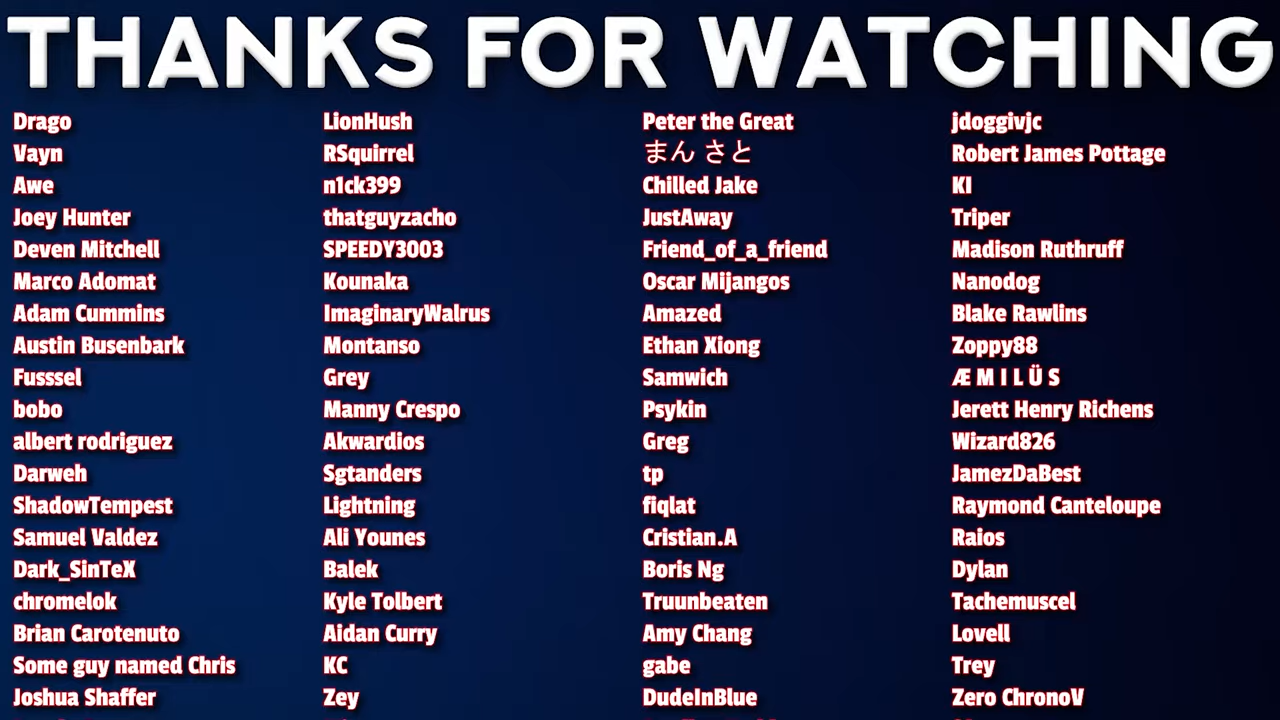 THANKS FOR WATCHING
Drago
Vayn
Awe
Joey Hunter
Deven Mitchell
Marco Adomat
Adam Cummins
Austin Busenbark
Fusssel
bobo
albert rodriguez
Darweh
ShadowTempest
Samuel Valdez
Dark_SinTeX
chromelok
Brian Carotenuto
Some guy named Chris
Joshua Shaffer
LionHush
RSquirrel
n1ck399
thatguyzacho
SPEEDY3003
Kounaka
ImaginaryWalrus
Montanso
Grey
Manny Crespo
Akwardios
Sgtanders
Lightning
Ali Younes
Balek
Kyle Tolbert
Aidan Curry
KC
Zey
Peter the Great
まん さと
Chilled Jake
JustAway
Friend_of_a_friend
Oscar Mijangos
Amazed
Ethan Xiong
Samwich
Psykin
Greg
tp
fiqlat
Cristian.A
Boris Ng
Truunbeaten
Amy Chang
gabe
DudeInBlue
jdoggivjc
Robert James Pottage
KI
Triper
Madison Ruthruff
Nanodog
Blake Rawlins
Zoppy88
Æ M I L Ü S
Jerett Henry Richens
Wizard826
JamezDaBest
Raymond Canteloupe
Raios
Dylan
Tachemuscel
Lovell
Trey
Zero ChronoV